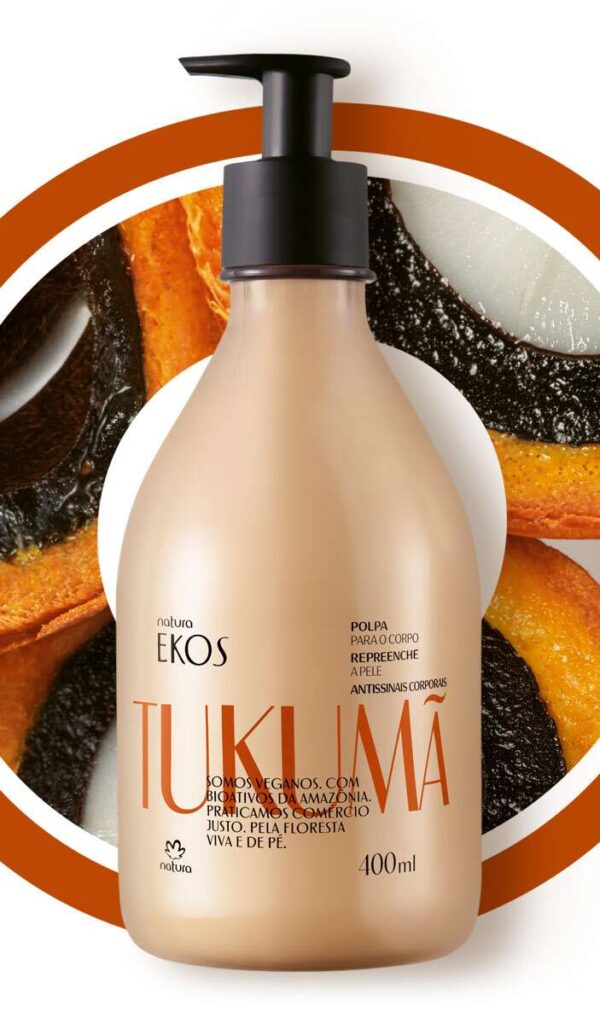 natura
EKOS
POLPA
PARA O CORPO
REPREENCHE
A PELE
ANTISSINAIS CORPORAIS
TUKUMÃ
SOMOS VEGANOS. COM
BIOATIVOS DA AMAZÔNIA.
PRATICAMOS COMÉRCIO
JUSTO. PELA FLORESTA
VIVA E DE PÉ.
natura
400ml